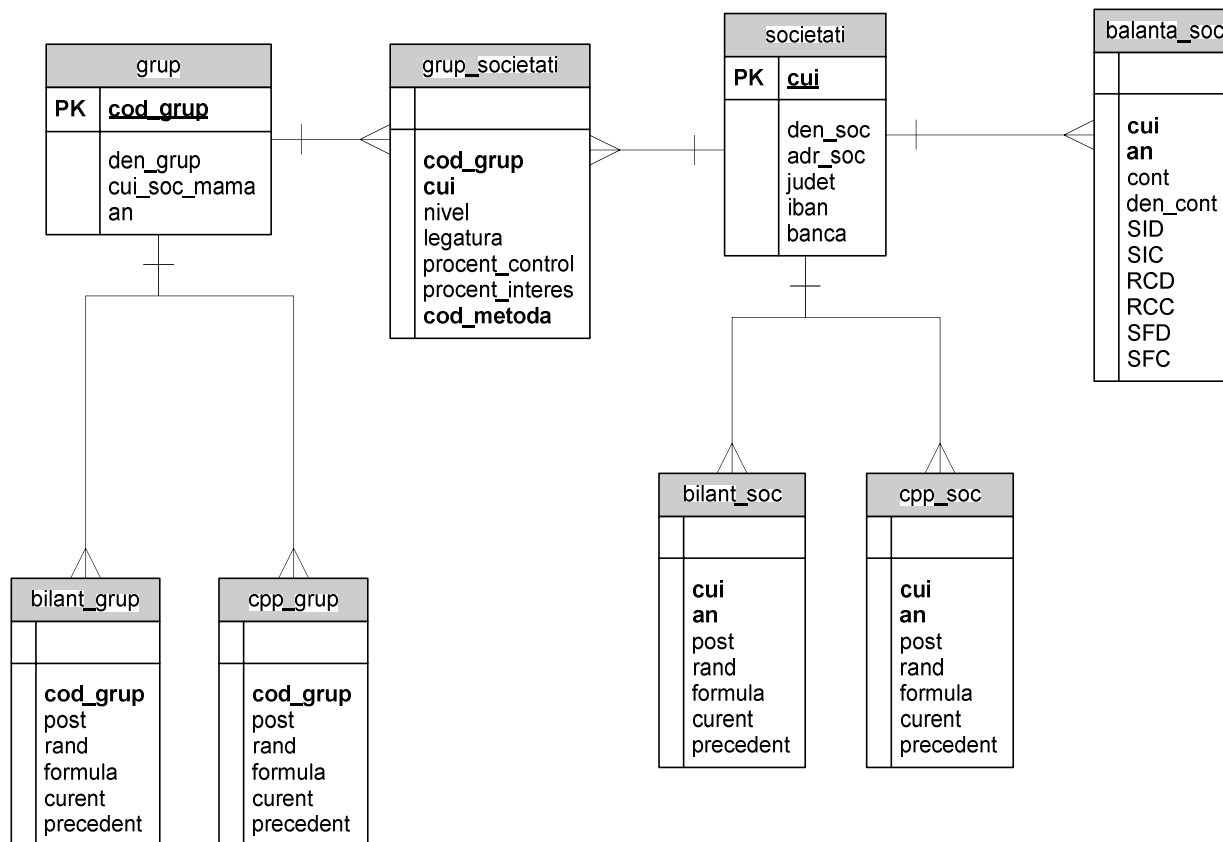 grup
PK cod_grup
den_grup
cui_soc_mama
an
grup_societati
cod_grup
cui
nivel
legatura
procent_control
procent_interes
cod_metoda
societati
PK cui
den_soc
adr_soc
judet
iban
banca
balanta_soc
cui
an
cont
den_cont
SID
SIC
RCD
RCC
SFD
SFC
bilant_grup
cod_grup
post
rand
formula
curent
precedent
cpp_grup
cod_grup
post
rand
formula
curent
precedent
bilant_soc
cui
an
post
rand
formula
curent
precedent
cpp_soc
cui
an
post
rand
formula
curent
precedent